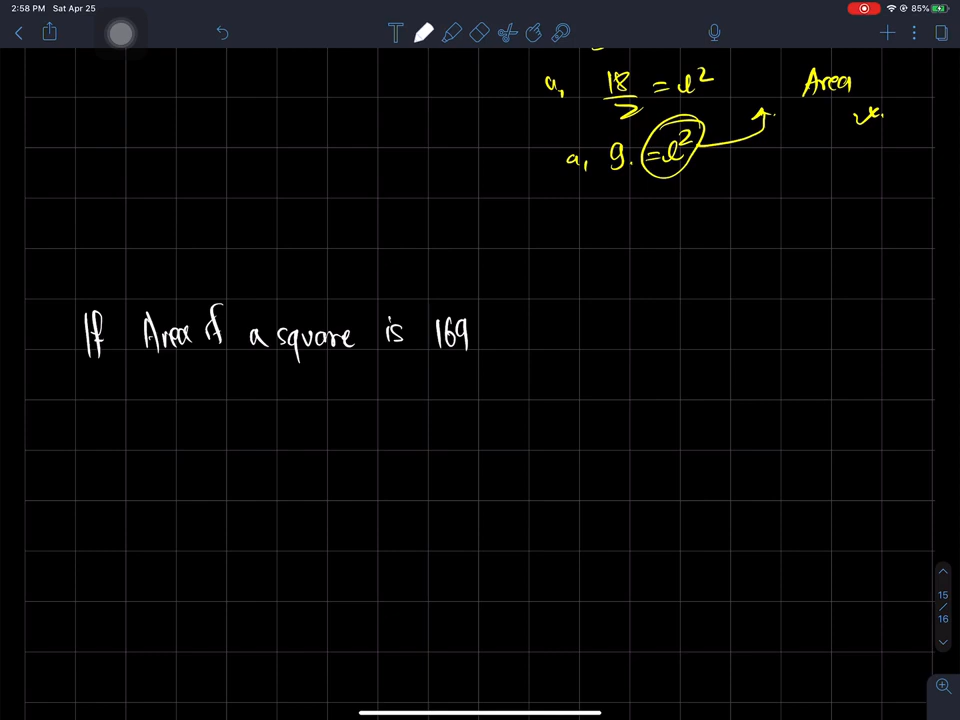 2:58 PM Sat Apr 25
85%
T
a, 18/2 = l² Area
a, 9. = l²
If Area of a square is 169
15
/
16